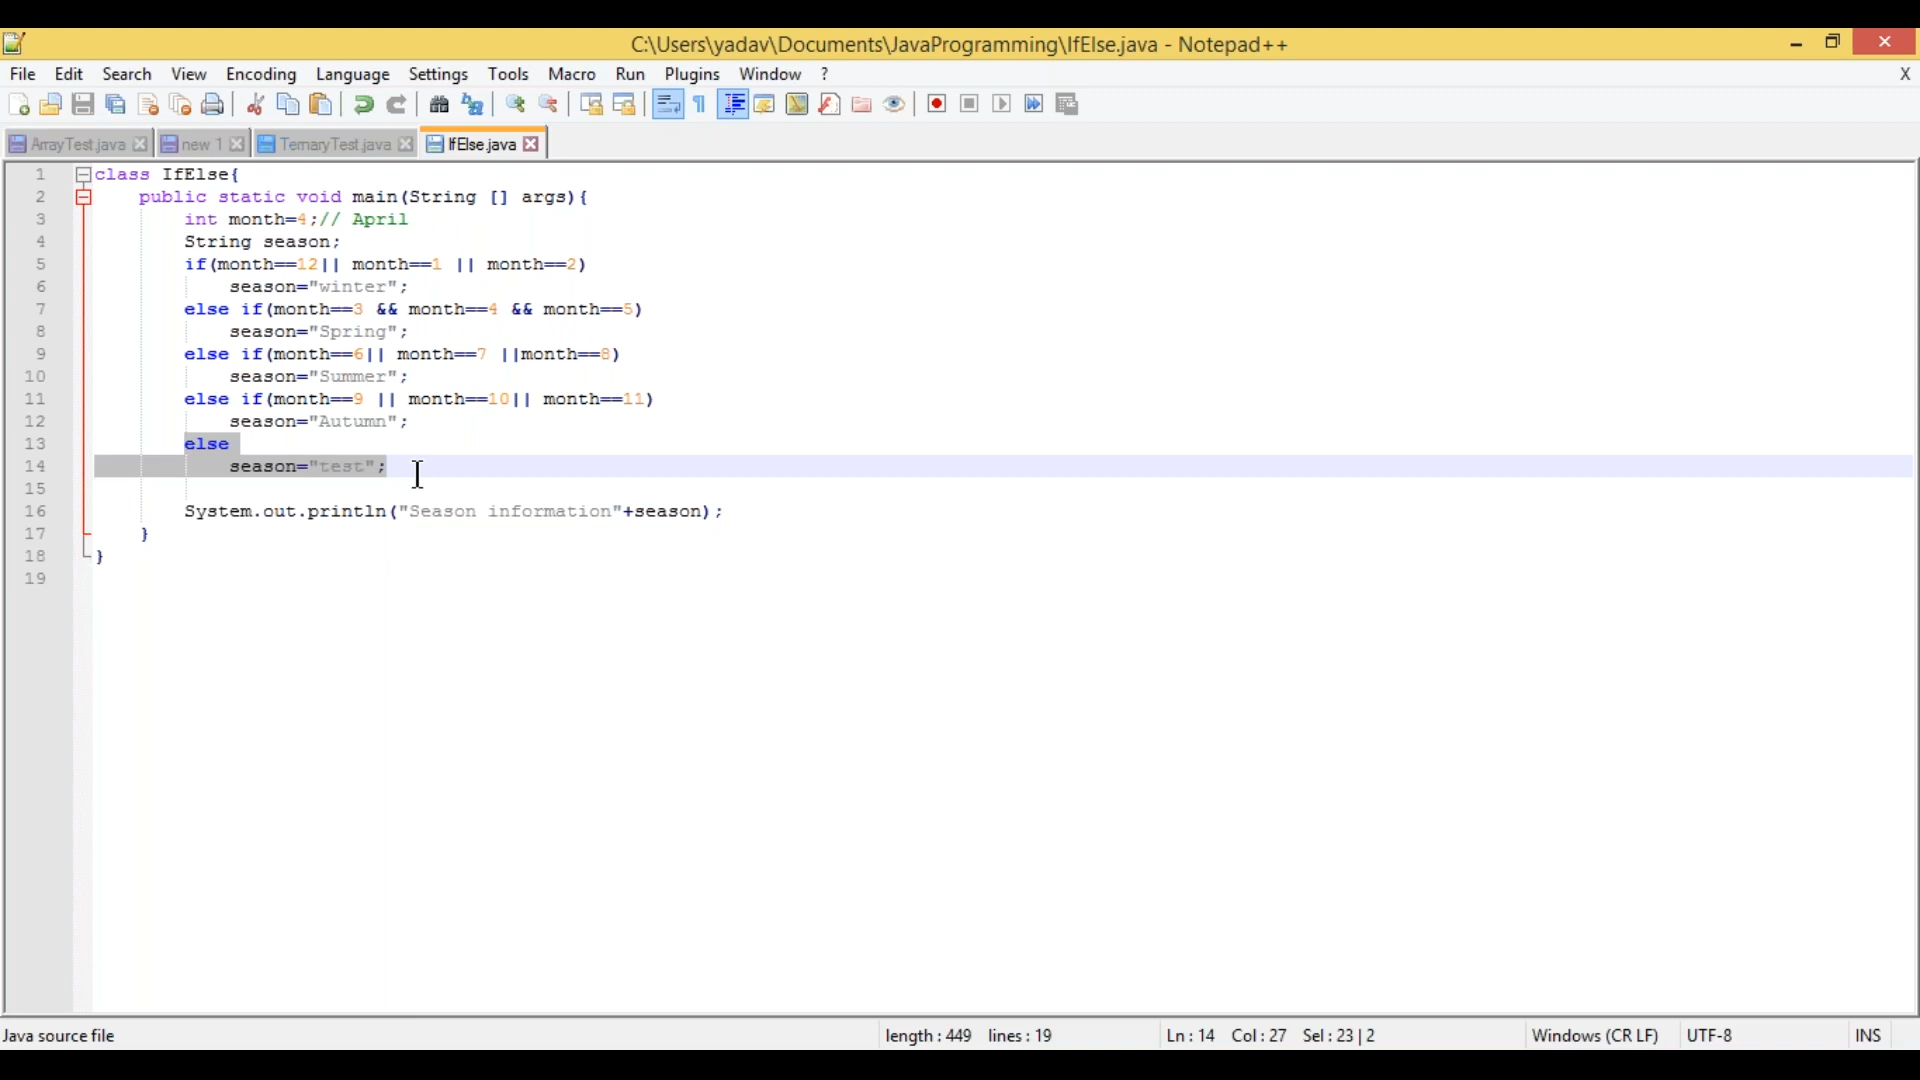 C:\Users\yadav\Documents\JavaProgramming\IfElse.java - Notepad++
File Edit Search View Encoding Language Settings Tools Macro Run Plugins Window ? X
ArrayTest.java new 1 TernaryTest.java IfElse.java
1 class IfElse{
2 public static void main(String [] args){
3 int month=4;// April
4 String season;
5 if(month==12|| month==1 || month==2)
6 season="winter";
7 else if(month==3 && month==4 && month==5)
8 season="Spring";
9 else if(month==6|| month==7 ||month==8)
10 season="Summer";
11 else if(month==9 || month==10|| month==11)
12 season="Autumn";
13 else
14 season="test";
15
16 System.out.println("Season information"+season);
17 }
18 }
19
Java source file length : 449 lines : 19 Ln : 14 Col : 27 Sel : 23 | 2 Windows (CR LF) UTF-8 INS